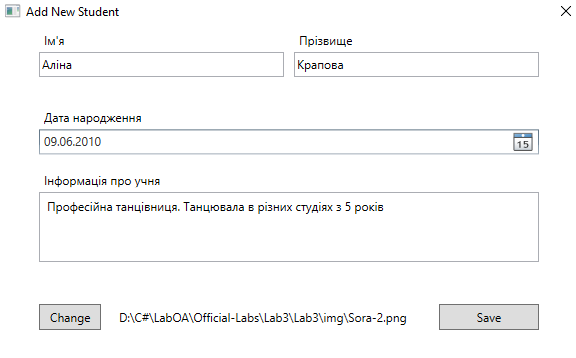 Add New Student
Ім'я Прізвище
Аліна Крапова
Дата народження
09.06.2010 15
Інформація про учня
Професійна танцівниця. Танцювала в різних студіях з 5 років
Change D:\C#\LabOA\Official-Labs\Lab3\Lab3\img\Sora-2.png Save